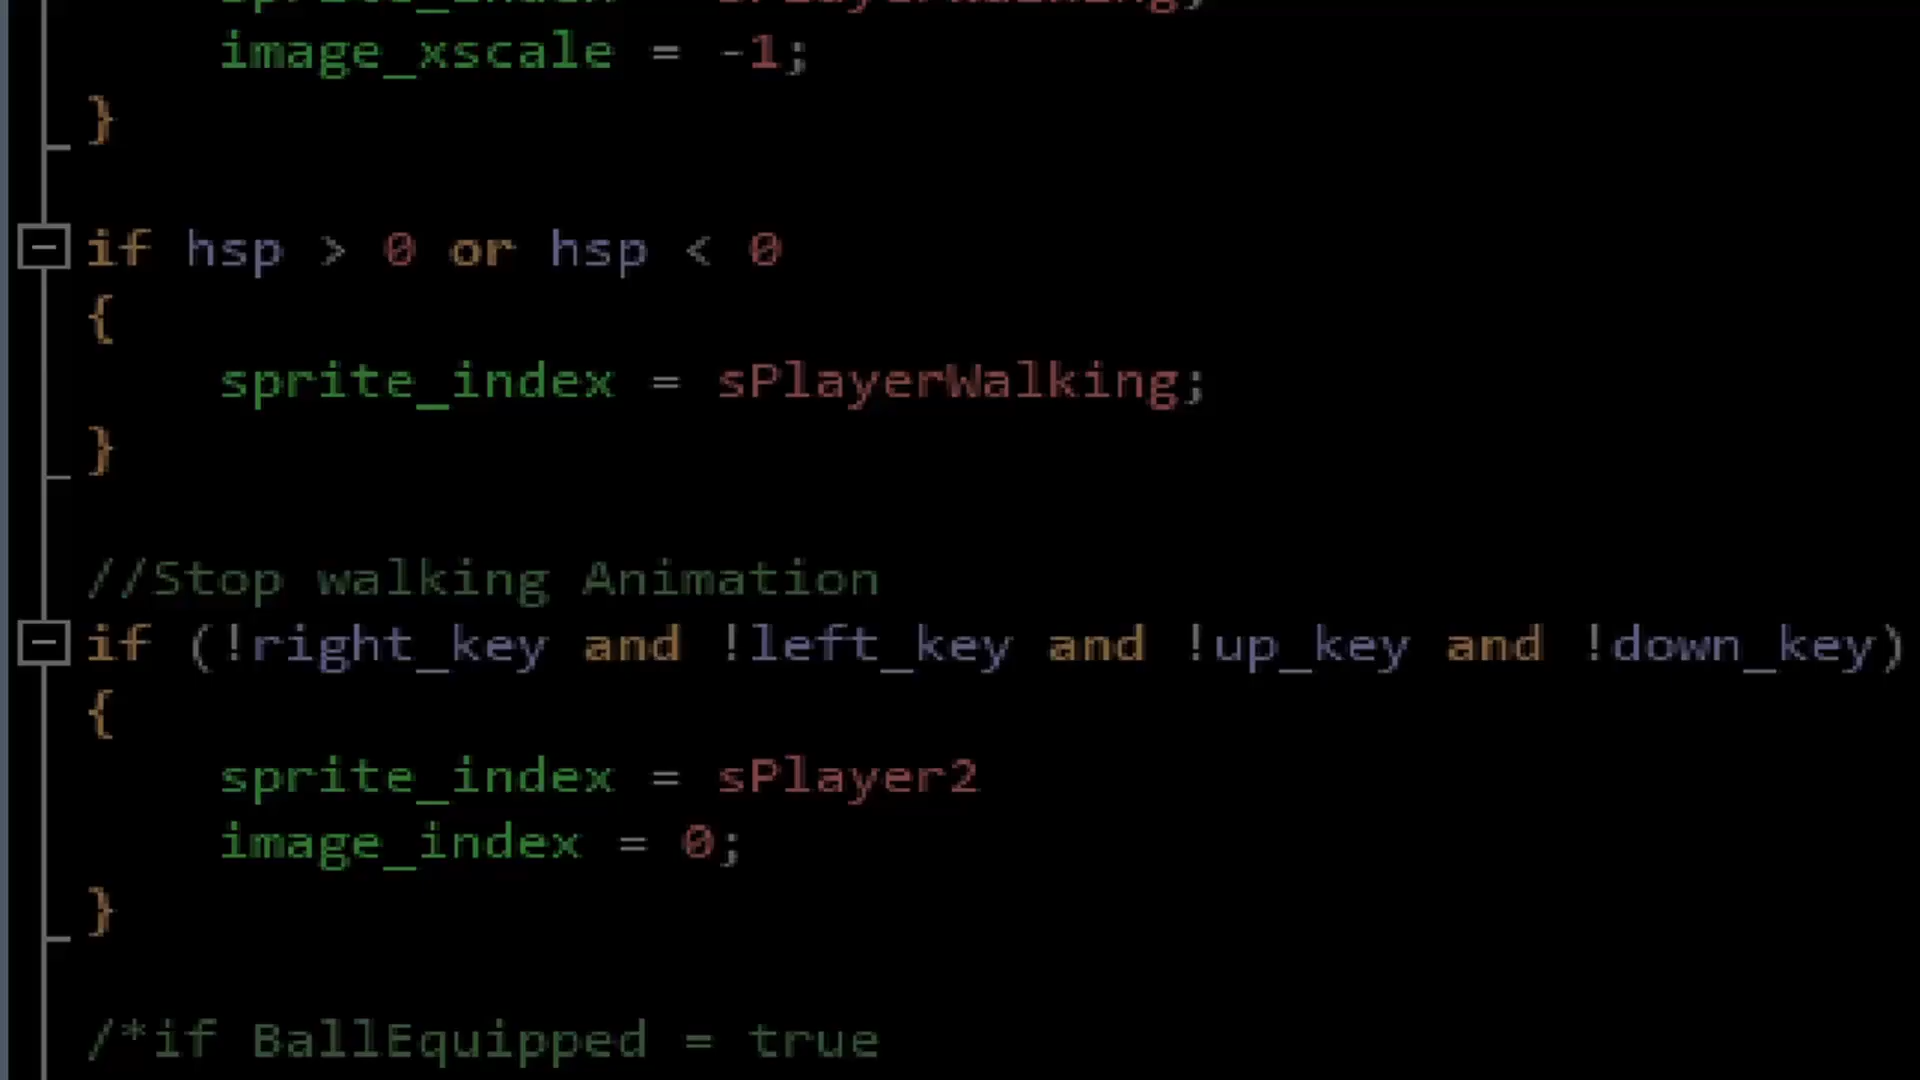 image_xscale = -1;
}
if hsp > 0 or hsp < 0
{
sprite_index = sPlayerWalking;
}
//Stop walking Animation
if (!right_key and !left_key and !up_key and !down_key)
{
sprite_index = sPlayer2
image_index = 0;
}
/*if BallEquipped = true